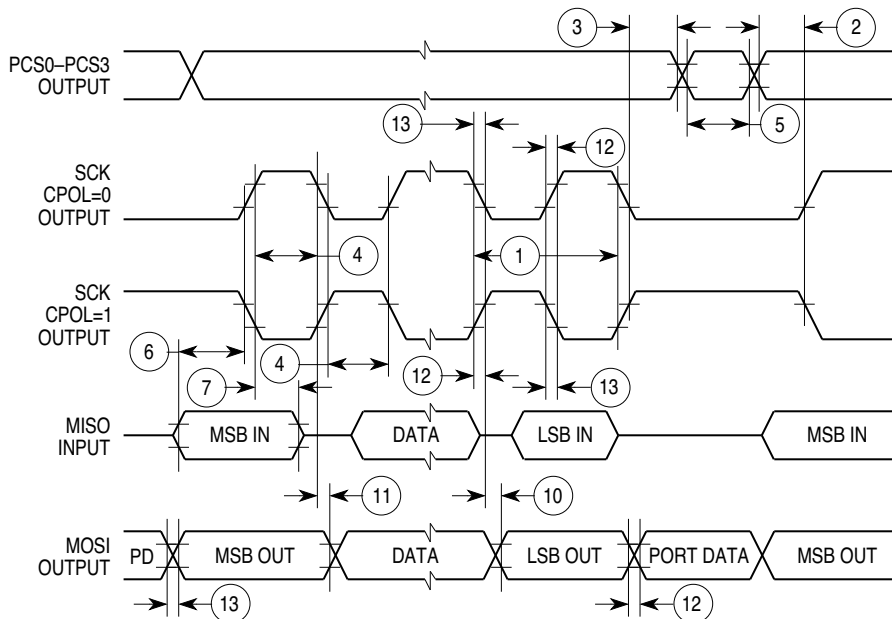 3
2
PCS0–PCS3
OUTPUT
5
13
12
SCK
CPOL=0
OUTPUT
4
1
SCK
CPOL=1
OUTPUT
6
4
7
12
13
MISO
INPUT
MSB IN
DATA
LSB IN
MSB IN
11
10
MOSI
OUTPUT
PD
MSB OUT
DATA
LSB OUT
PORT DATA
MSB OUT
13
12